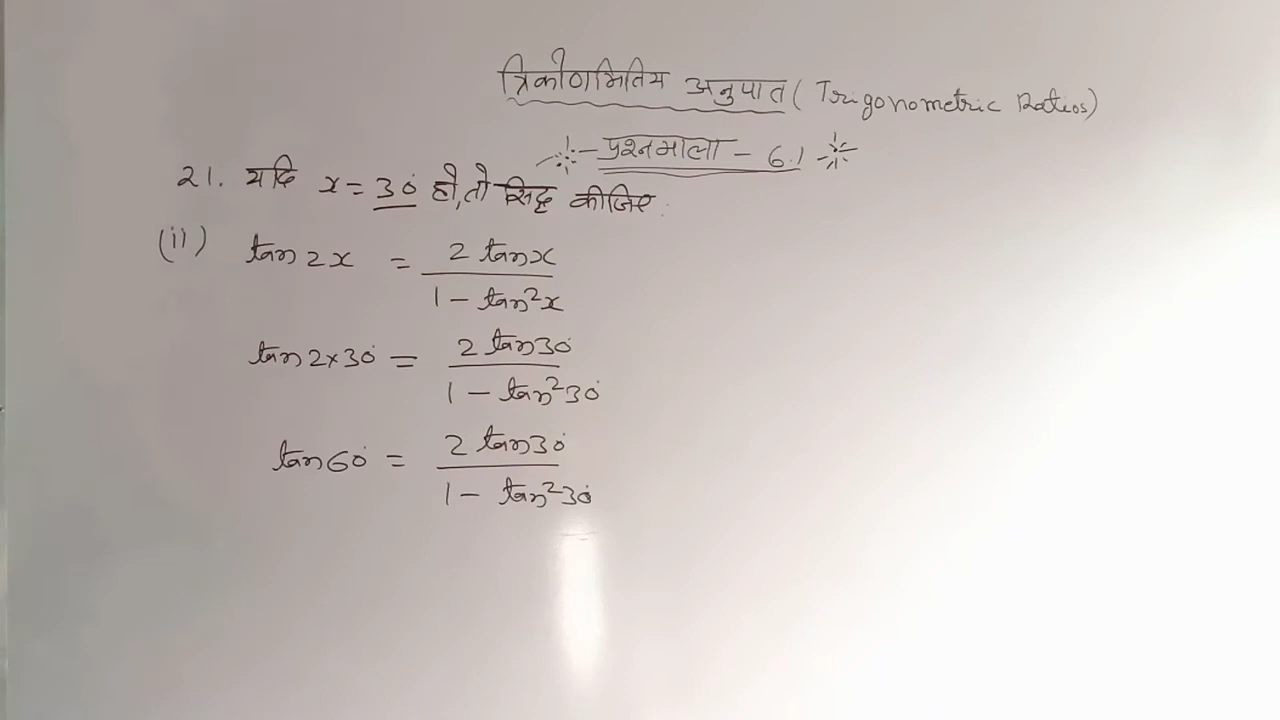 त्रिकोणमितिय अनुपात (Trigonometric Ratios)
प्रश्नमाला - 6.1
21. यदि x = 30° हो, तो सिद्ध कीजिए
(ii) tan 2x = 2 tan x / 1 - tan²x
tan 2×30° = 2 tan 30° / 1 - tan²30°
tan 60° = 2 tan 30° / 1 - tan²30°